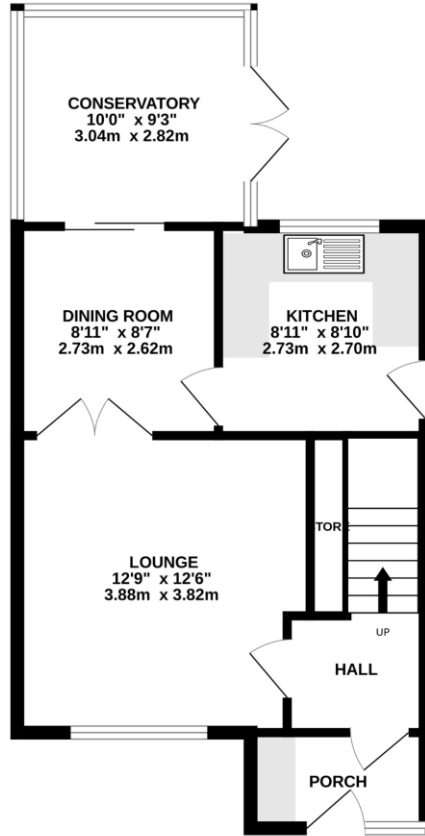 CONSERVATORY
10'0" x 9'3"
3.04m x 2.82m
DINING ROOM
8'11" x 8'7"
2.73m x 2.62m
KITCHEN
8'11" x 8'10"
2.73m x 2.70m
LOUNGE
12'9" x 12'6"
3.88m x 3.82m
STORE
UP
HALL
PORCH